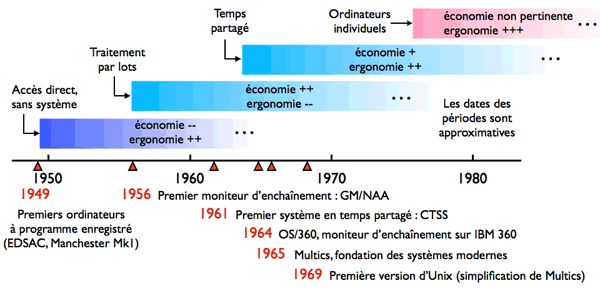 Ordinateurs
individuels
économie non pertinente
ergonomie +++
Temps
partagé
économie +
ergonomie ++
Traitement
par lots
économie ++
ergonomie --
Accès direct,
sans système
économie --
ergonomie ++
Les dates des
périodes sont
approximatives
1950
1960
1970
1980
1949
Premiers ordinateurs
à programme enregistré
(EDSAC, Manchester Mk1)
1956 Premier moniteur d'enchaînement : GM/NAA
1961 Premier système en temps partagé : CTSS
1964 OS/360, moniteur d'enchaînement sur IBM 360
1965 Multics, fondation des systèmes modernes
1969 Première version d'Unix (simplification de Multics)